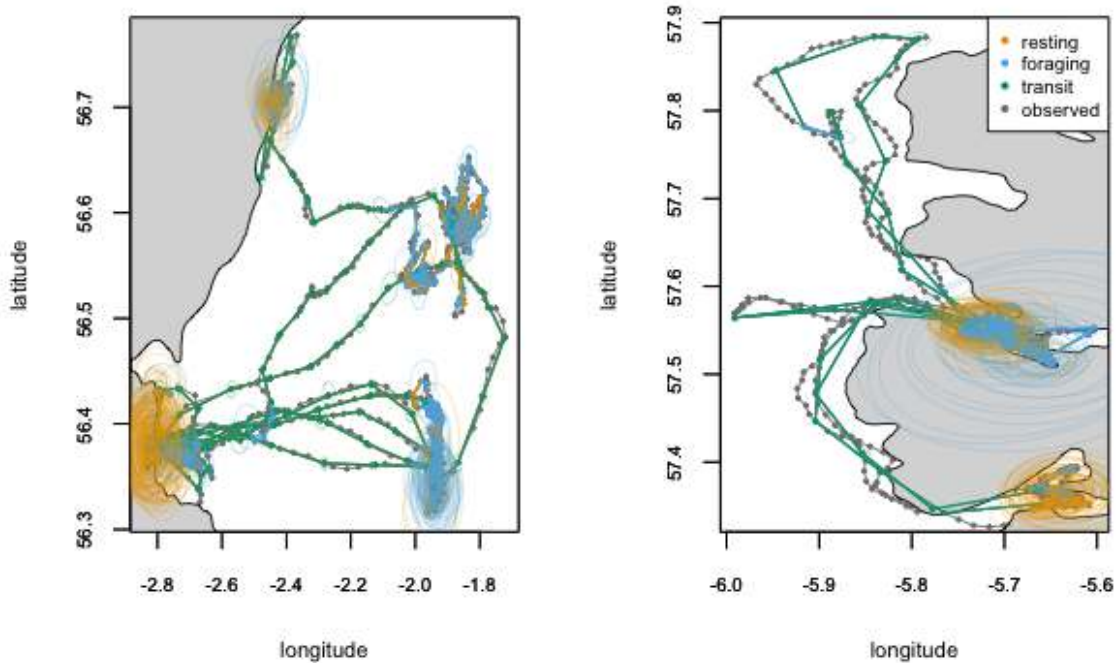 56.7
56.6
56.5
56.4
56.3
latitude
-2.8
-2.6
-2.4
-2.2
-2.0
-1.8
longitude
57.9
57.8
57.7
57.6
57.5
57.4
latitude
resting
foraging
transit
observed
-6.0
-5.9
-5.8
-5.7
-5.6
longitude